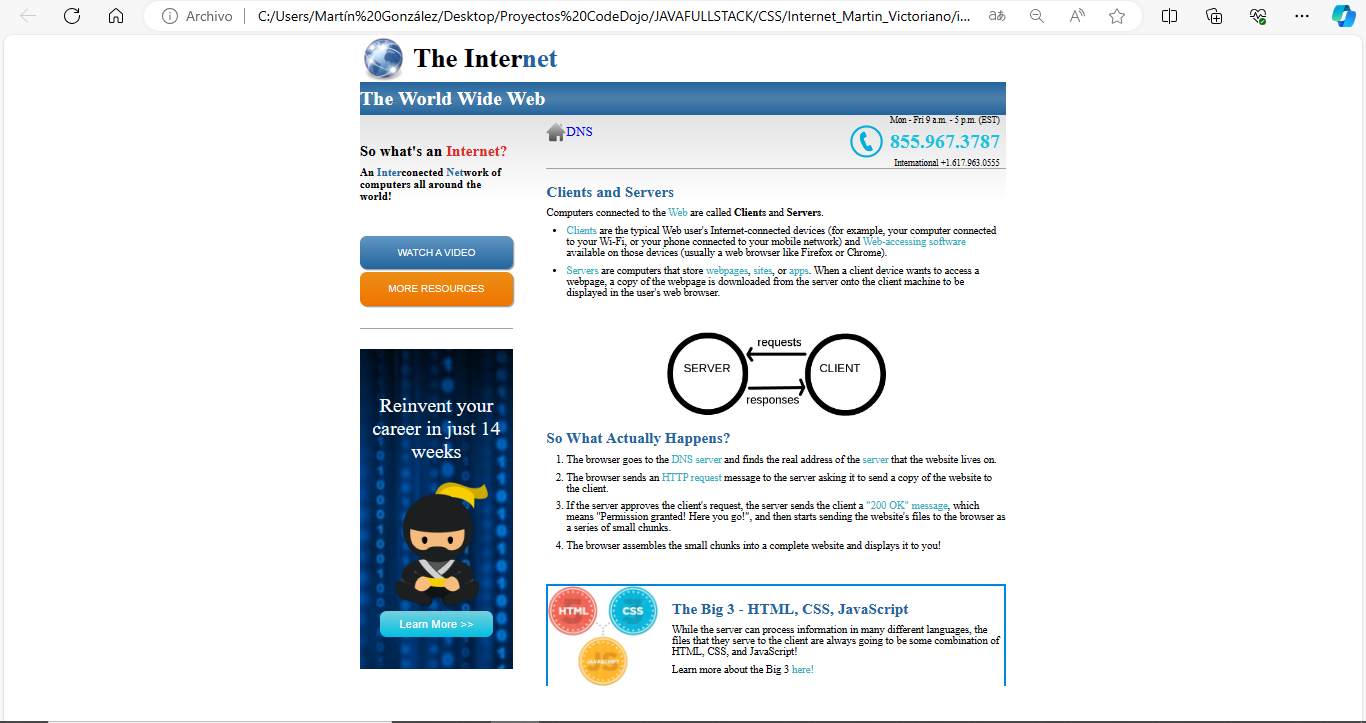 Archivo
C:/Users/Martín%20González/Desktop/Proyectos%20CodeDojo/JAVAFULLSTACK/CSS/Internet_Martin_Victoriano/i...
The Internet
The World Wide Web
So what's an Internet?
An Interconected Network of
computers all around the
world!
WATCH A VIDEO
MORE RESOURCES
Reinvent your
career in just 14
weeks
Learn More >>
DNS
Mon - Fri 9 a.m. - 5 p.m. (EST)
855.967.3787
International +1.617.963.0555
Clients and Servers
Computers connected to the Web are called Clients and Servers.
• Clients are the typical Web user's Internet-connected devices (for example, your computer connected
to your Wi-Fi, or your phone connected to your mobile network) and Web-accessing software
available on those devices (usually a web browser like Firefox or Chrome).
• Servers are computers that store webpages, sites, or apps. When a client device wants to access a
webpage, a copy of the webpage is downloaded from the server onto the client machine to be
displayed in the user's web browser.
requests
SERVER
CLIENT
responses
So What Actually Happens?
1. The browser goes to the DNS server and finds the real address of the server that the website lives on.
2. The browser sends an HTTP request message to the server asking it to send a copy of the website to
the client.
3. If the server approves the client's request, the server sends the client a "200 OK" message, which
means "Permission granted! Here you go!", and then starts sending the website's files to the browser as
a series of small chunks.
4. The browser assembles the small chunks into a complete website and displays it to you!
HTML
CSS
JAVASCRIPT
The Big 3 - HTML, CSS, JavaScript
While the server can process information in many different languages, the
files that they serve to the client are always going to be some combination of
HTML, CSS, and JavaScript!
Learn more about the Big 3 here!